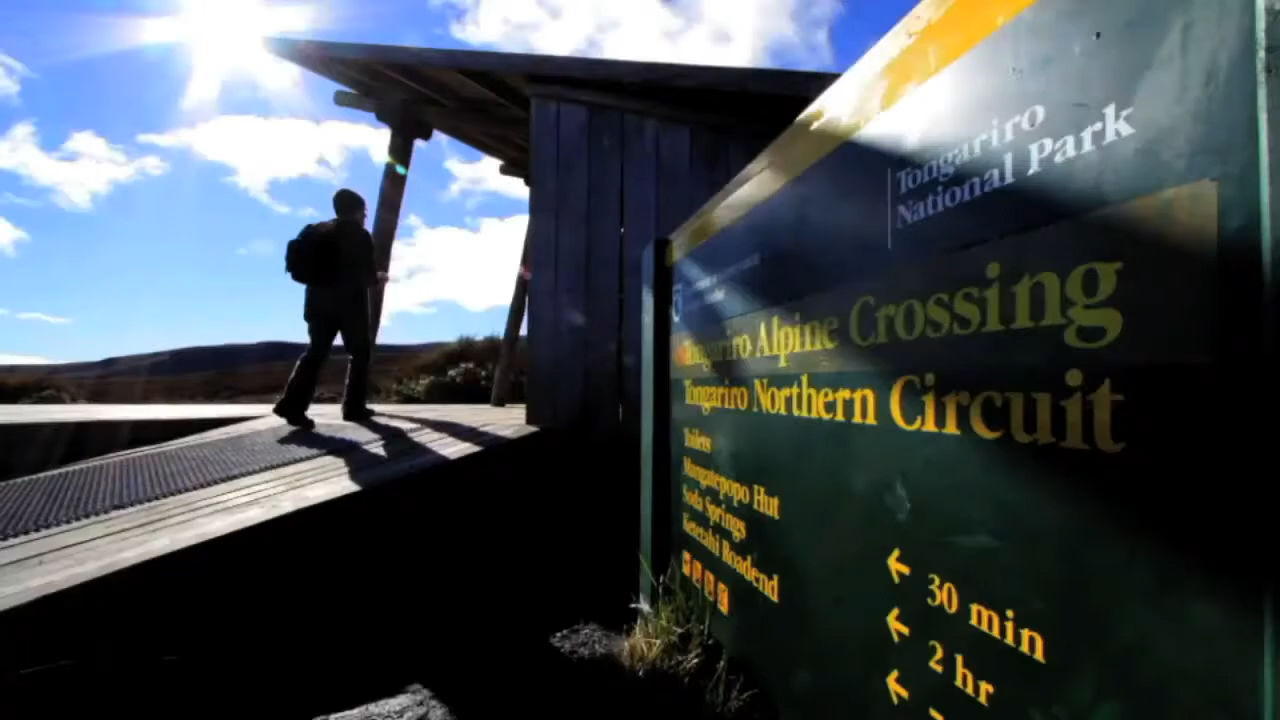 Tongariro
National Park
Tongariro Alpine Crossing
Tongariro Northern Circuit
Toilets
Mangatepopo Hut
Soda Springs
Ketetahi Roadend
← 30 min
← 2 hr
←